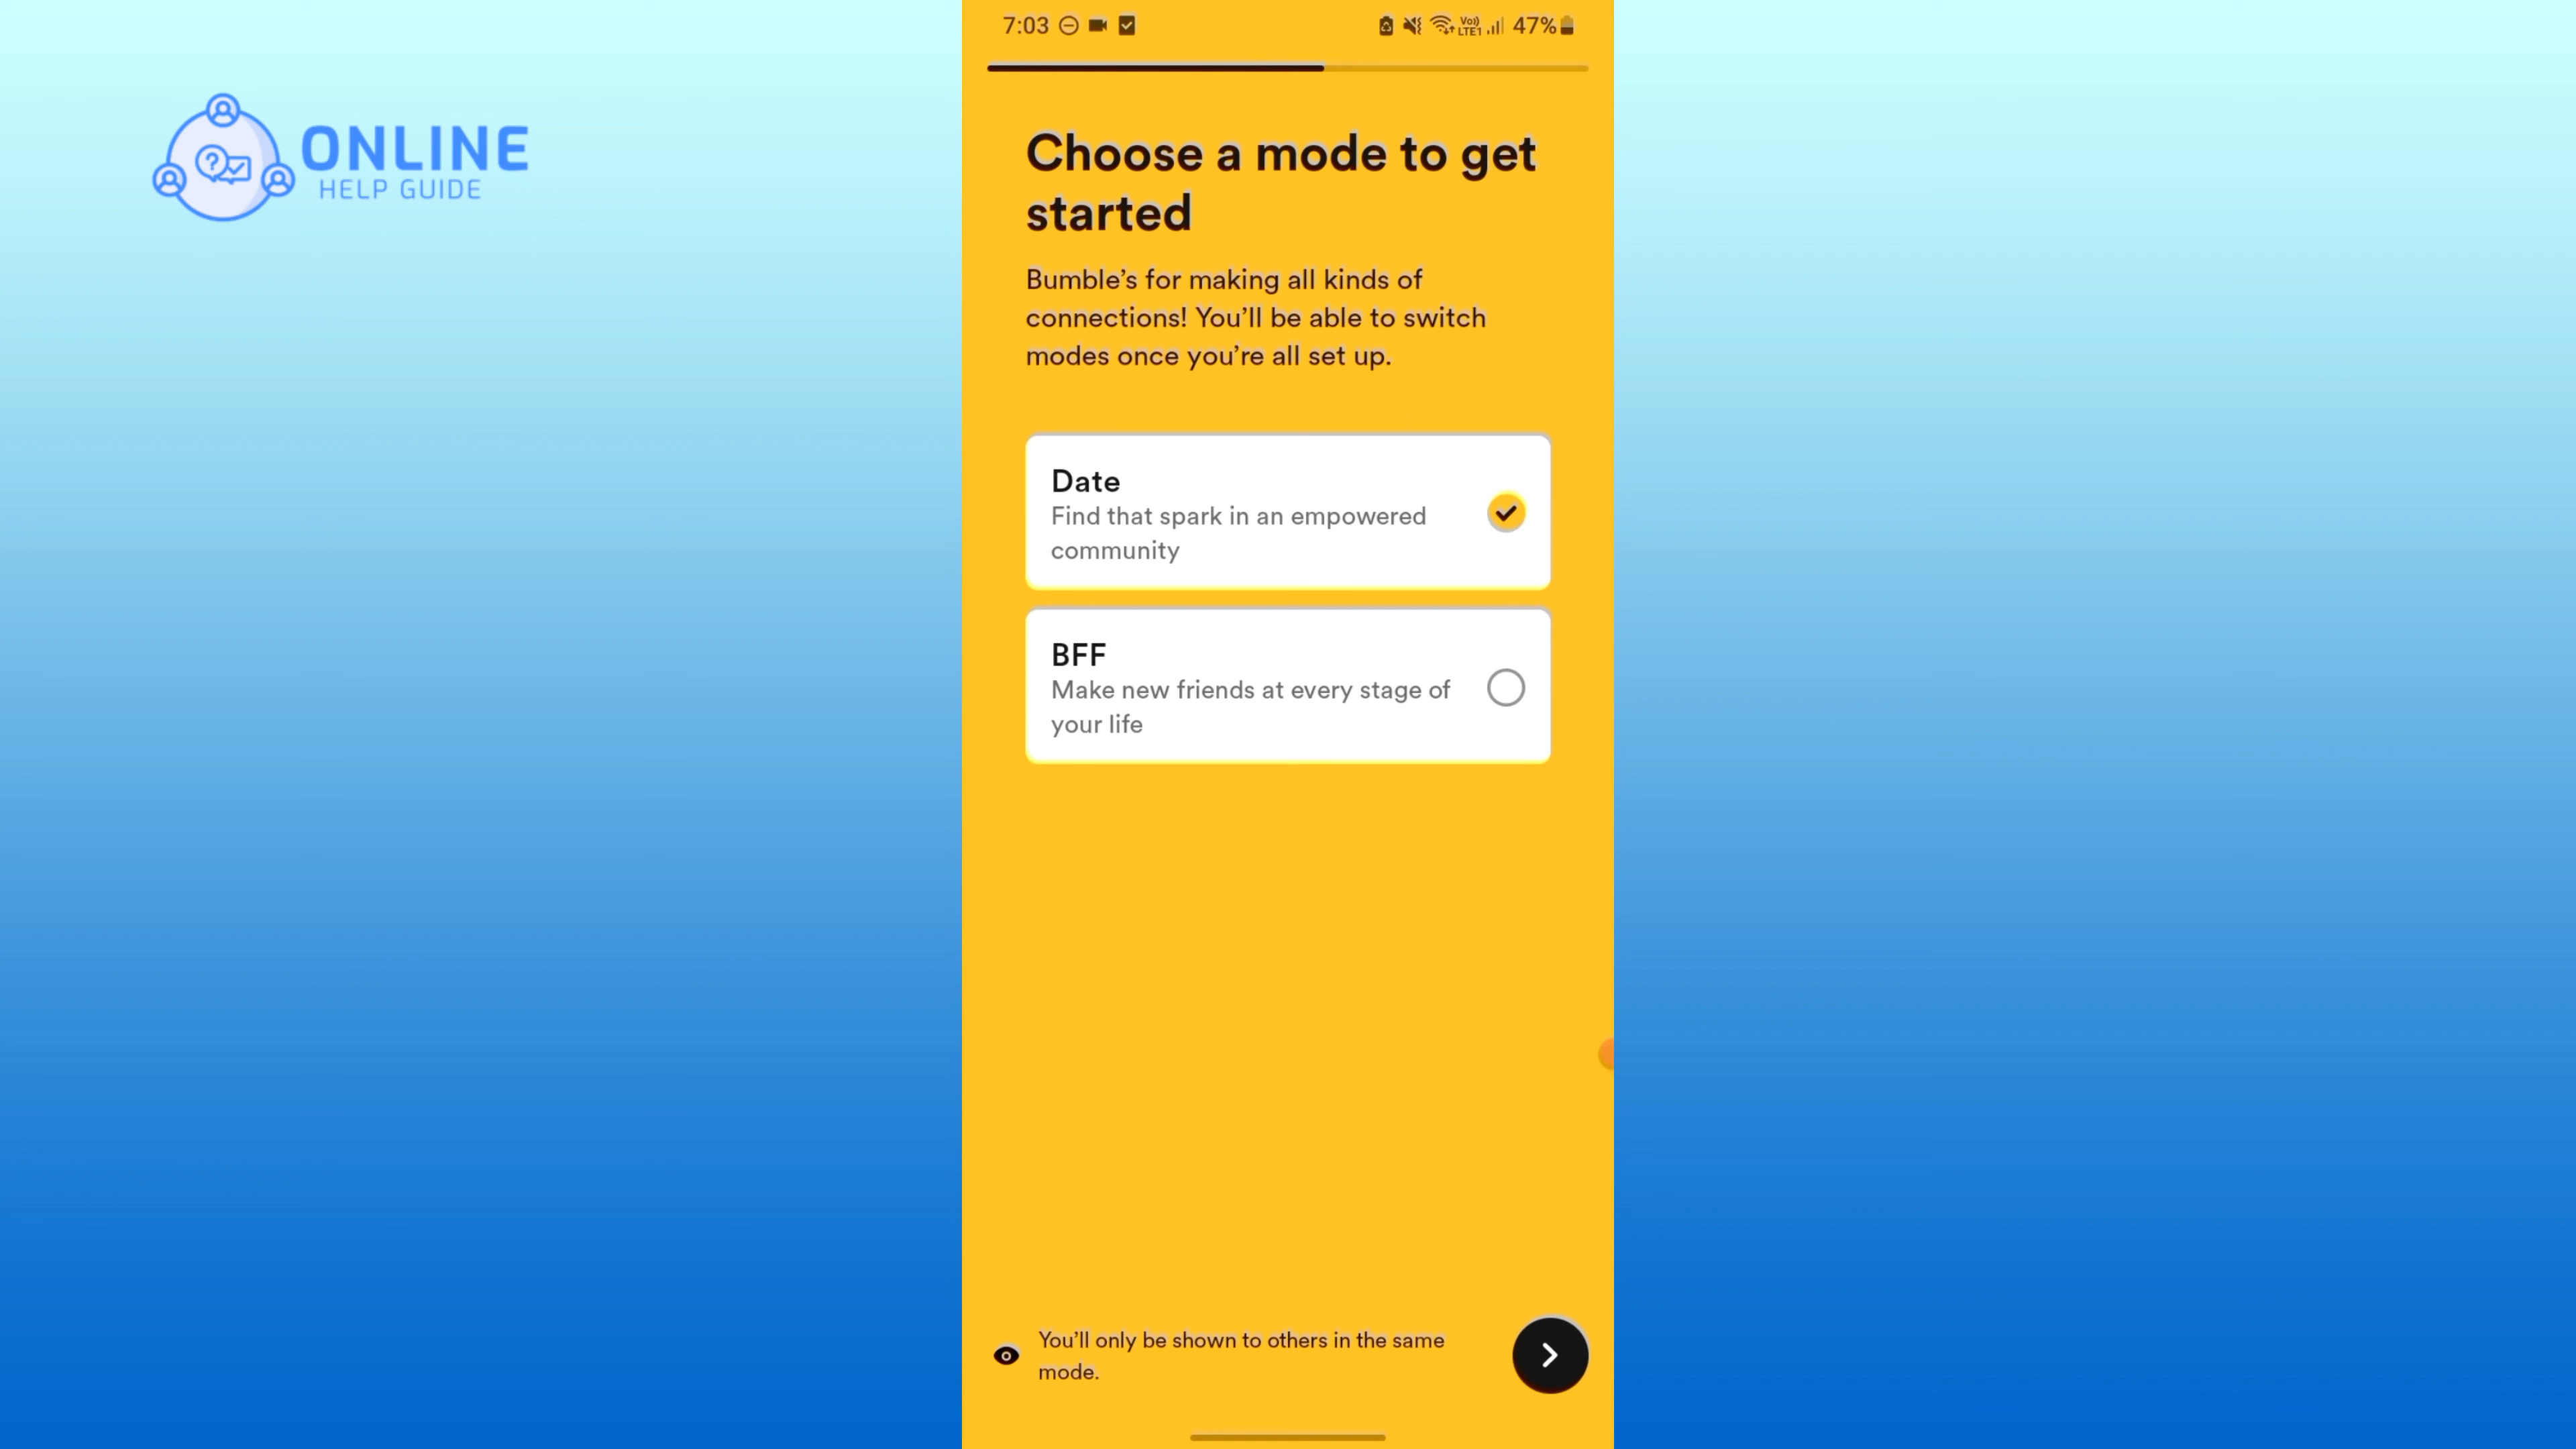 ONLINE
HELP GUIDE
7:03
Vo)) LTE1 47%
Choose a mode to get
started
Bumble’s for making all kinds of
connections! You’ll be able to switch
modes once you’re all set up.
Date
Find that spark in an empowered
community
BFF
Make new friends at every stage of
your life
You’ll only be shown to others in the same
mode.